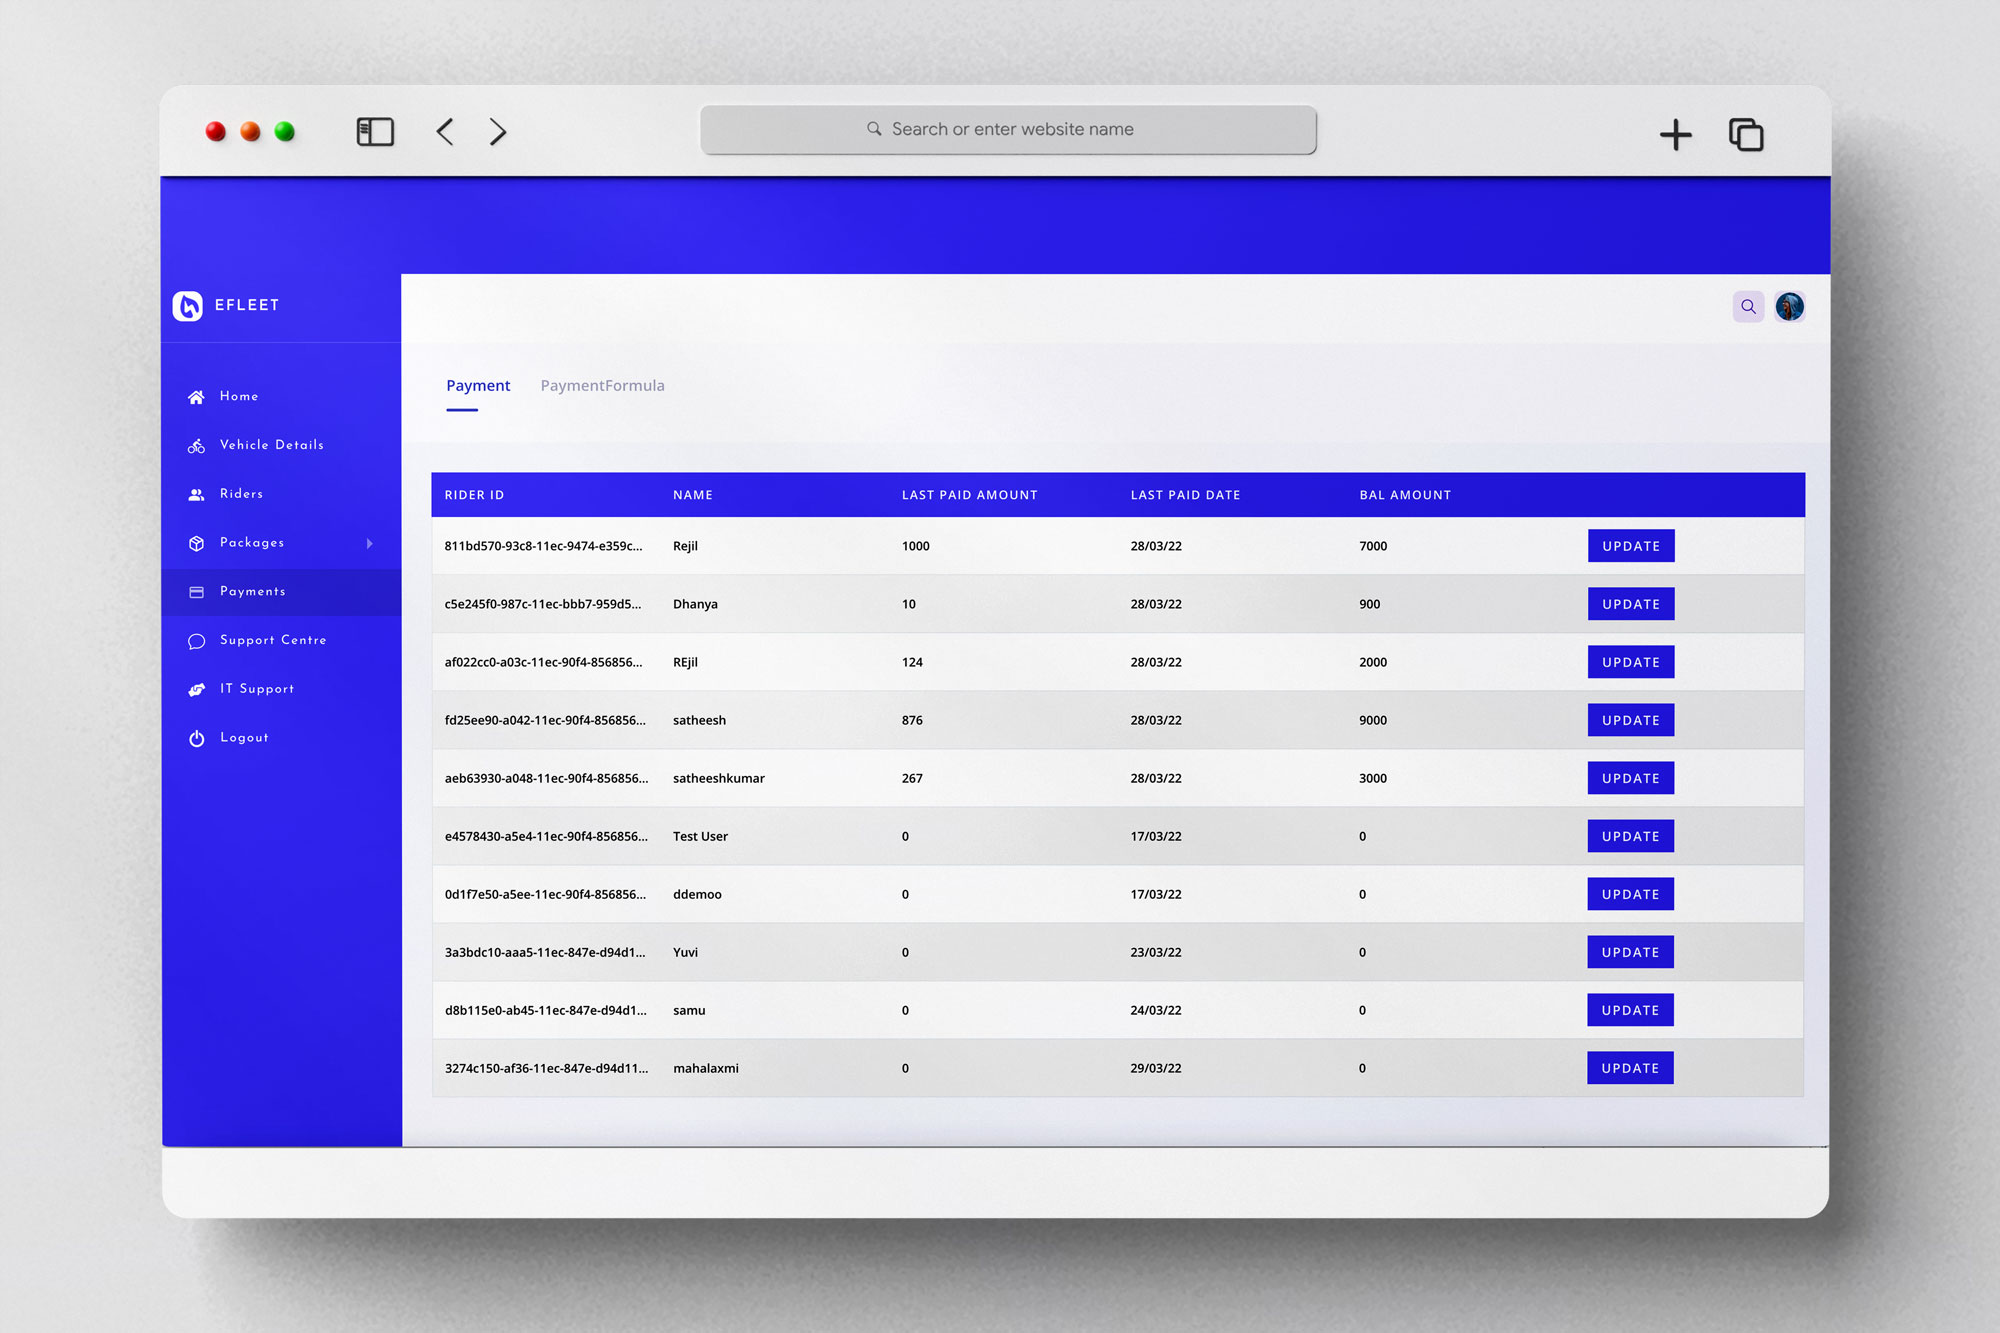 Search or enter website name
EFLEET
Home
Vehicle Details
Riders
Packages
Payments
Support Centre
IT Support
Logout
Payment PaymentFormula
RIDER ID NAME LAST PAID AMOUNT LAST PAID DATE BAL AMOUNT
811bd570-93c8-11ec-9474-e359c... Rejil 1000 28/03/22 7000 UPDATE
c5e245f0-987c-11ec-bbb7-959d5... Dhanya 10 28/03/22 900 UPDATE
af022cc0-a03c-11ec-90f4-856856... REjil 124 28/03/22 2000 UPDATE
fd25ee90-a042-11ec-90f4-856856... satheesh 876 28/03/22 9000 UPDATE
aeb63930-a048-11ec-90f4-856856... satheeshkumar 267 28/03/22 3000 UPDATE
e4578430-a5e4-11ec-90f4-856856... Test User 0 17/03/22 0 UPDATE
0d1f7e50-a5ee-11ec-90f4-856856... ddemoo 0 17/03/22 0 UPDATE
3a3bdc10-aaa5-11ec-847e-d94d1... Yuvi 0 23/03/22 0 UPDATE
d8b115e0-ab45-11ec-847e-d94d1... samu 0 24/03/22 0 UPDATE
3274c150-af36-11ec-847e-d94d11... mahalaxmi 0 29/03/22 0 UPDATE